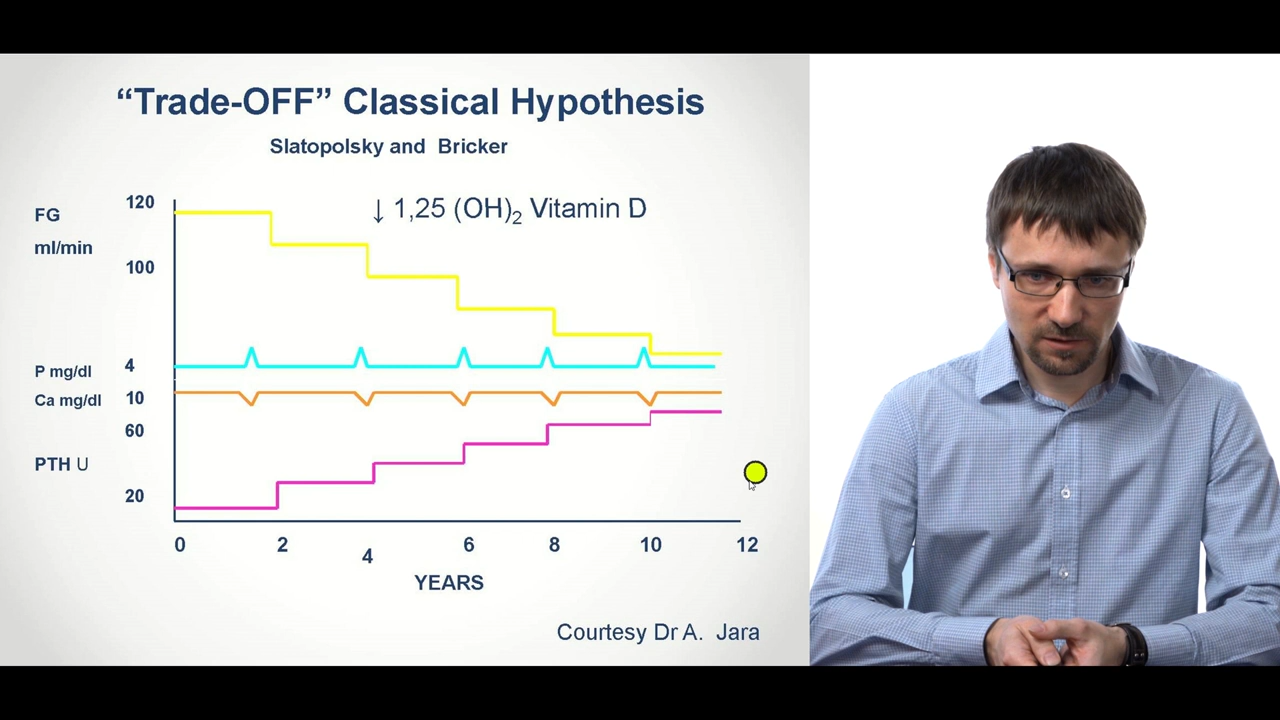 “Trade-OFF” Classical Hypothesis
Slatopolsky and Bricker
↓ 1,25 (OH)₂ Vitamin D
FG
ml/min
120
100
P mg/dl
4
Ca mg/dl
10
60
PTH U
20
0 2 4 6 8 10 12
YEARS
Courtesy Dr A. Jara